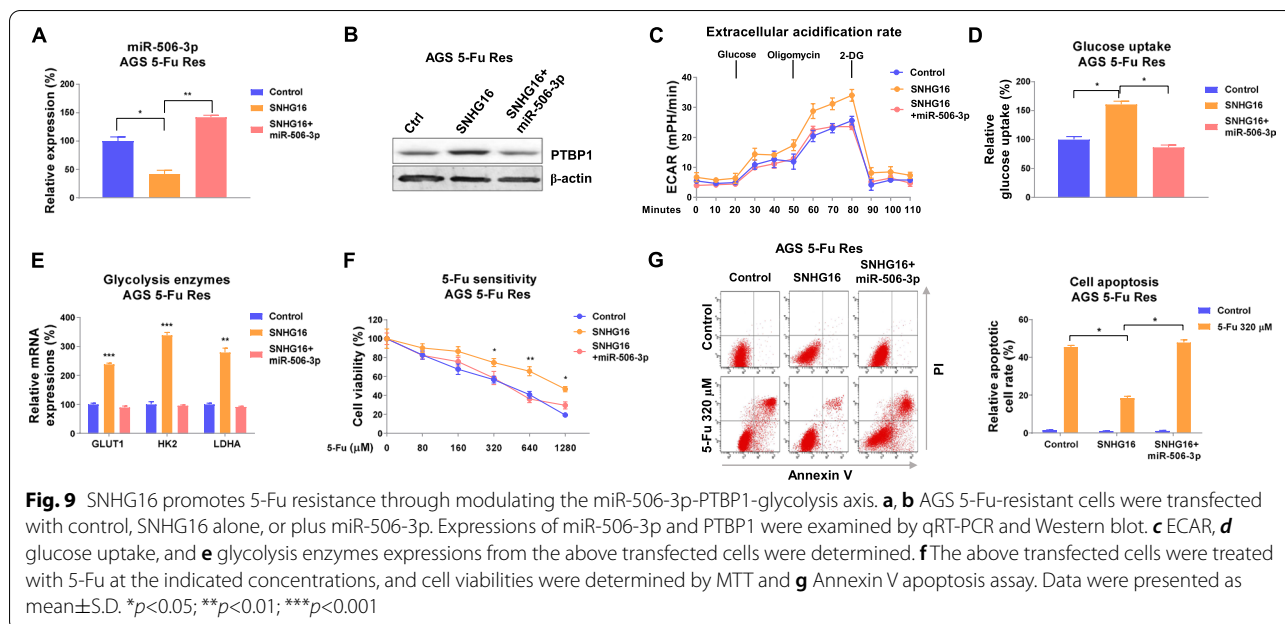 A
miR-506-3p
AGS 5-Fu Res
Relative expression (%)
200
150
100
50
0
*
**
Control
SNHG16
SNHG16
+miR-506-3p
B
AGS 5-Fu Res
Ctrl
SNHG16
SNHG16+
miR-506-3p
PTBP1
β-actin
C
Extracellular acidification rate
Glucose
Oligomycin
2-DG
ECAR (mPH/min)
40
30
20
10
0
Minutes
0 10 20 30 40 50 60 70 80 90 100 110
Control
SNHG16
SNHG16
+miR-506-3p
D
Glucose uptake
AGS 5-Fu Res
Relative
glucose uptake (%)
200
150
100
50
0
*
*
Control
SNHG16
SNHG16
+miR-506-3p
E
Glycolysis enzymes
AGS 5-Fu Res
Relative mRNA
expressions (%)
400
300
200
100
0
***
***
**
GLUT1 HK2 LDHA
Control
SNHG16
SNHG16
+miR-506-3p
F
5-Fu sensitivity
AGS 5-Fu Res
Cell viability (%)
120
100
80
60
40
20
0
*
**
*
5-Fu (μM)
0 80 160 320 640 1280
Control
SNHG16
SNHG16
+miR-506-3p
G
AGS 5-Fu Res
Control
SNHG16
SNHG16+
miR-506-3p
Control
5-Fu 320 μM
PI
Annexin V
Cell apoptosis
AGS 5-Fu Res
Relative apoptotic
cell rate (%)
60
40
20
0
*
*
Control
SNHG16
SNHG16+
miR-506-3p
Control
5-Fu 320 μM
Fig. 9 SNHG16 promotes 5-Fu resistance through modulating the miR-506-3p-PTBP1-glycolysis axis. a, b AGS 5-Fu-resistant cells were transfected
with control, SNHG16 alone, or plus miR-506-3p. Expressions of miR-506-3p and PTBP1 were examined by qRT-PCR and Western blot. c ECAR, d
glucose uptake, and e glycolysis enzymes expressions from the above transfected cells were determined. f The above transfected cells were treated
with 5-Fu at the indicated concentrations, and cell viabilities were determined by MTT and g Annexin V apoptosis assay. Data were presented as
mean±S.D. *p<0.05; **p<0.01; ***p<0.001